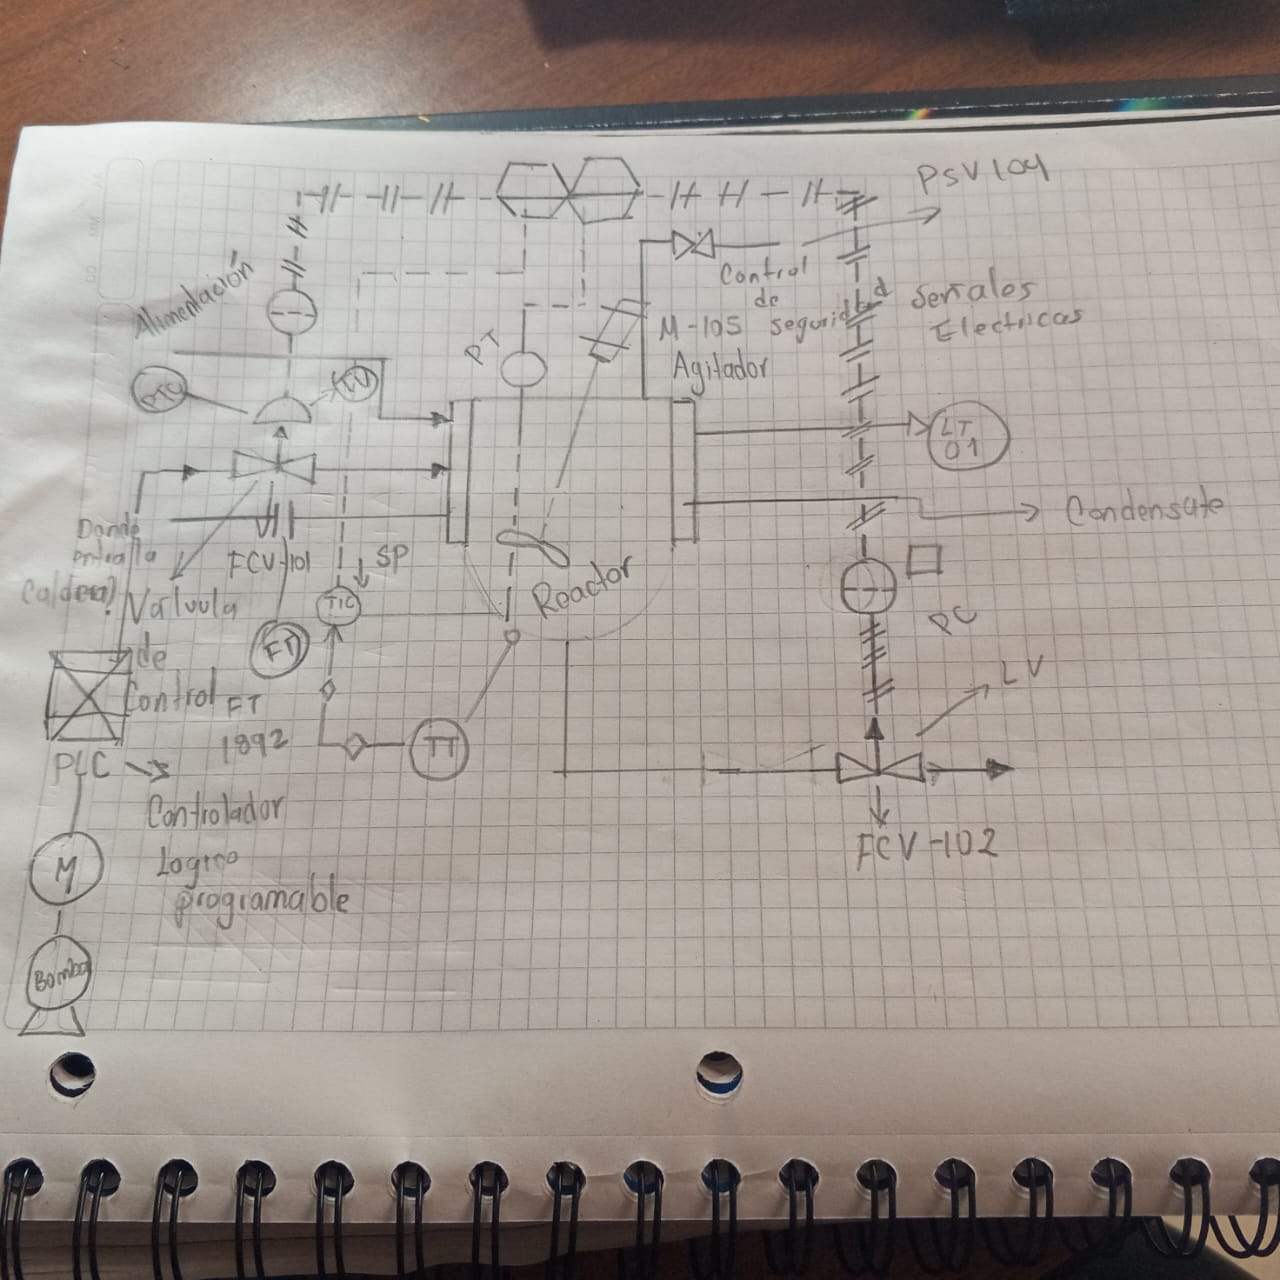 PSV 104
Alimentación
Control
de
seguridad
Señales
Electricas
M-105
Agitador
PT
LT
01
Condensate
Donde
entra la
Caldera?
FCV-101
SP
Valvula
de
Control
TIC
Reactor
FT
FT
1892
TT
PC
LV
PLC
Controlador
Logico
programable
FCV-102
M
Bomba